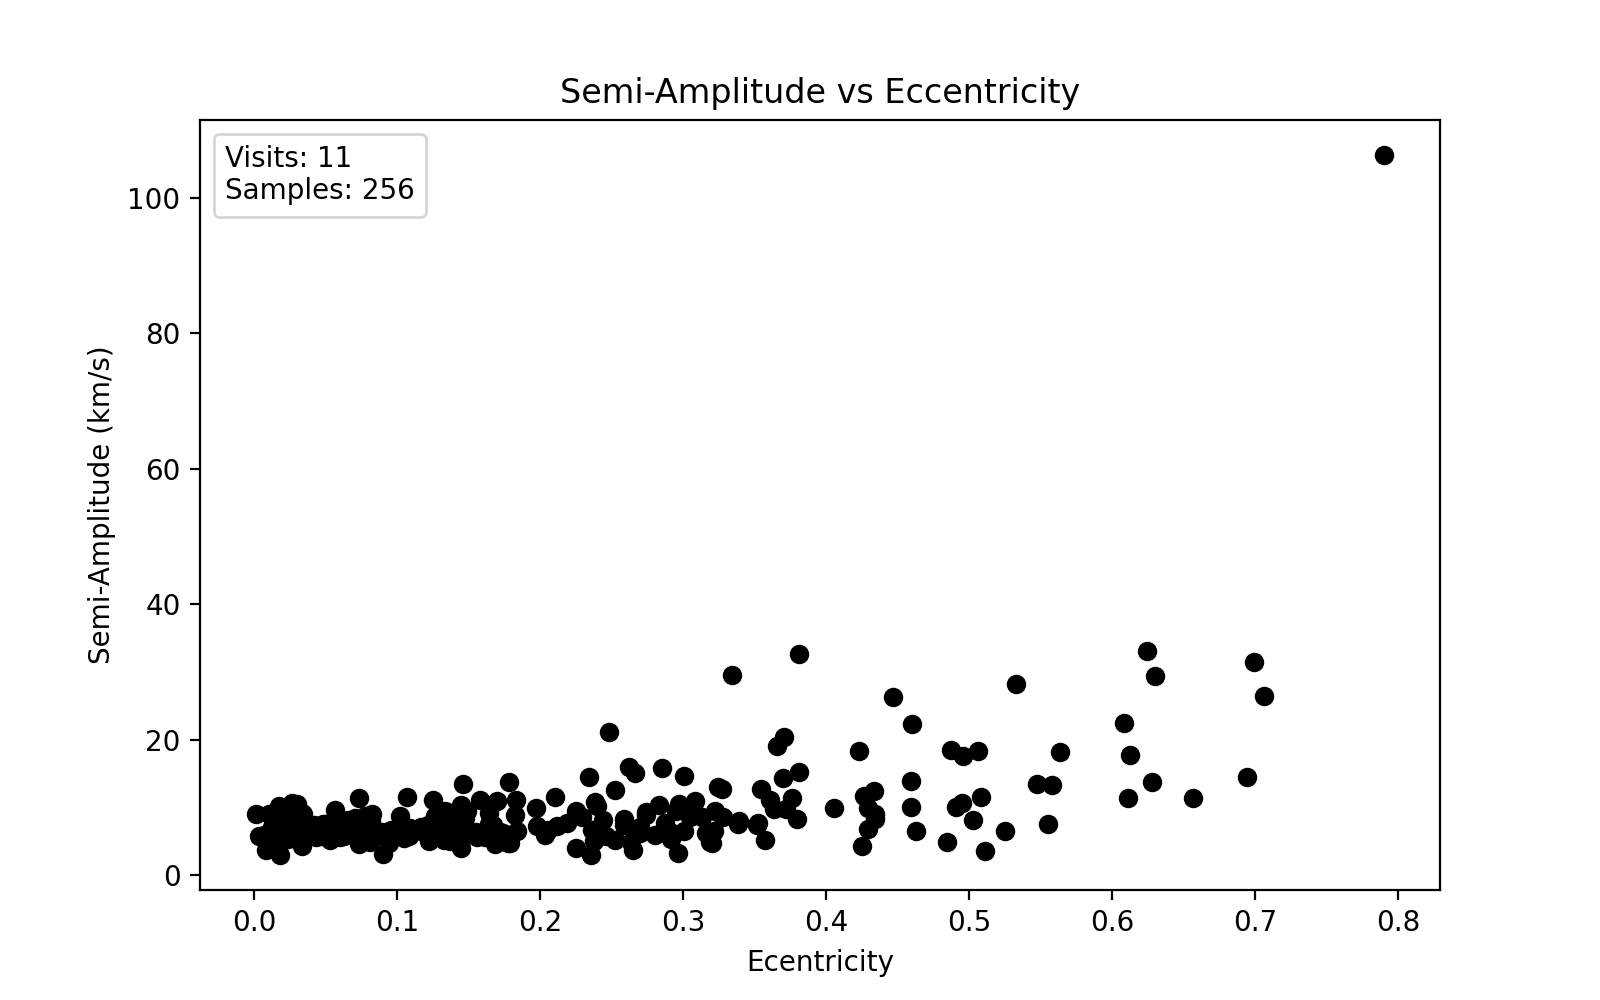 Semi-Amplitude vs Eccentricity
Visits: 11
Samples: 256
Semi-Amplitude (km/s)
100
80
60
40
20
0
0.0 0.1 0.2 0.3 0.4 0.5 0.6 0.7 0.8
Ecentricity